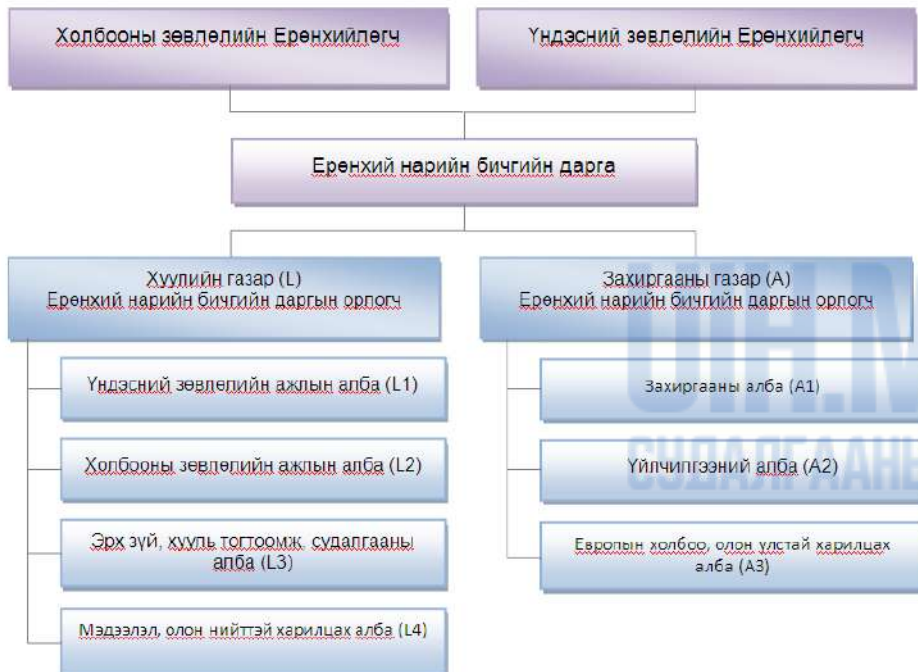 Холбооны зөвлөлийн Ерөнхийлөгч
Үндэсний зөвлөлийн Ерөнхийлөгч
Ерөнхий нарийн бичгийн дарга
Хуулийн газар (L)
Ерөнхий нарийн бичгийн даргын орлогч
Үндэсний зөвлөлийн ажлын алба (L1)
Холбооны зөвлөлийн ажлын алба (L2)
Эрх зүй, хууль тогтоомж, судалгааны
алба (L3)
Мэдээлэл, олон нийттэй харилцах алба (L4)
Захиргааны газар (A)
Ерөнхий нарийн бичгийн даргын орлогч
Захиргааны алба (A1)
Үйлчилгээний алба (A2)
Европын холбоо, олон улстай харилцах
алба (A3)
UIH.M
СУДАЛГААНЫ